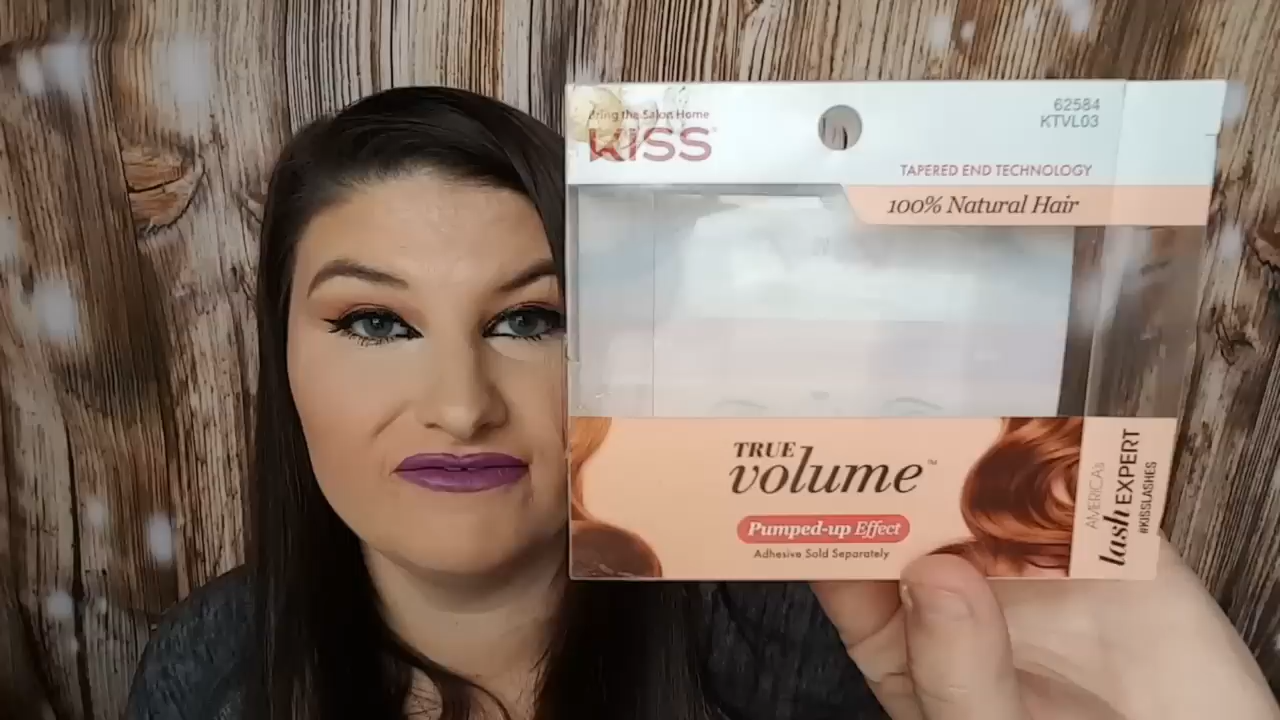 Bring the Salon Home
KISS®
62584
KTVL03
TAPERED END TECHNOLOGY
100% Natural Hair
TRUE
volume™
Pumped-up Effect
Adhesive Sold Separately
AMERICA's
lash EXPERT
#KISSLASHES